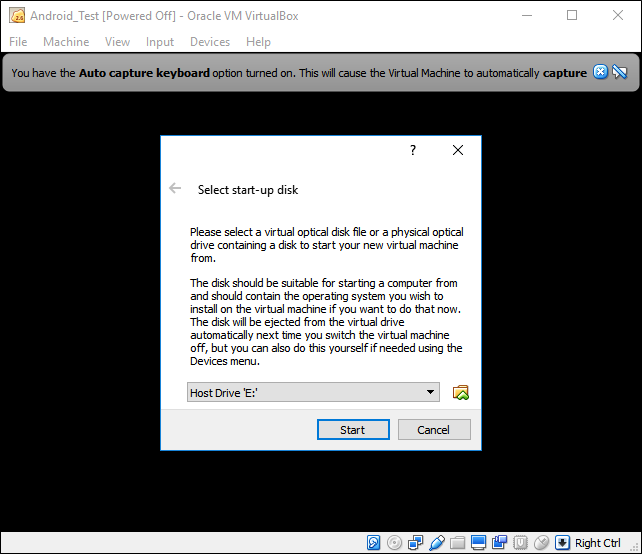 Android_Test [Powered Off] - Oracle VM VirtualBox
File Machine View Input Devices Help
You have the Auto capture keyboard option turned on. This will cause the Virtual Machine to automatically capture
?
Select start-up disk
Please select a virtual optical disk file or a physical optical
drive containing a disk to start your new virtual machine
from.
The disk should be suitable for starting a computer from
and should contain the operating system you wish to
install on the virtual machine if you want to do that now.
The disk will be ejected from the virtual drive
automatically next time you switch the virtual machine
off, but you can also do this yourself if needed using the
Devices menu.
Host Drive 'E:'
Start Cancel
Right Ctrl